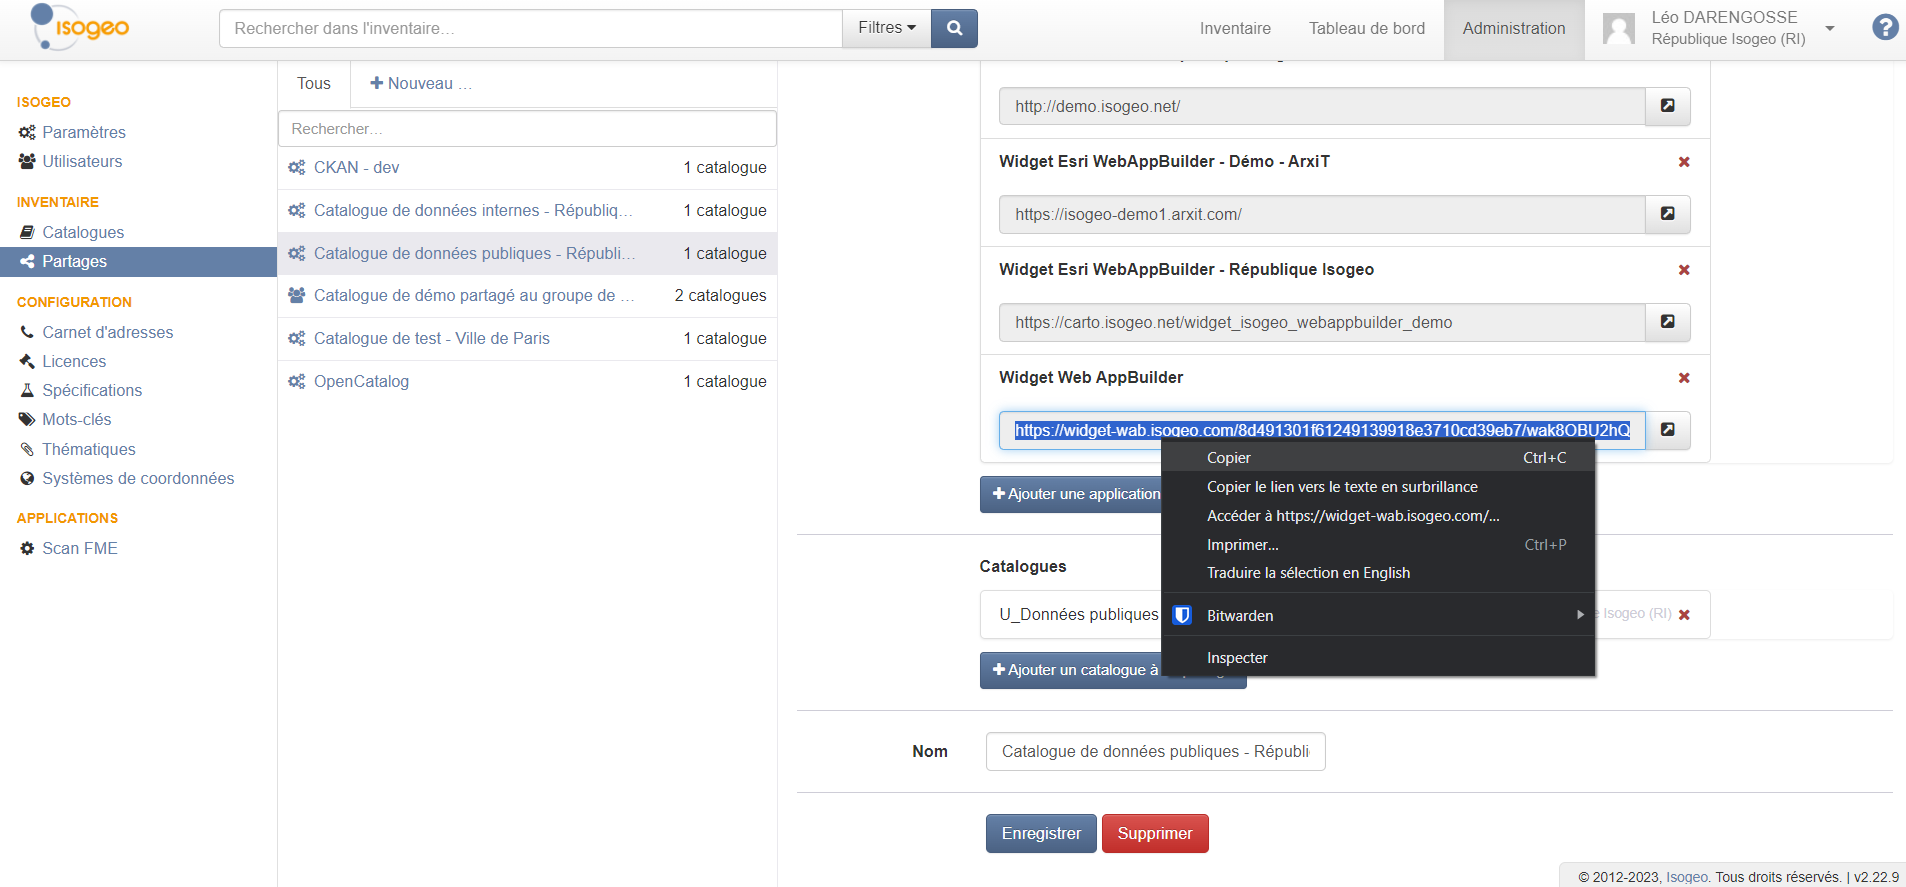 isogeo
Rechercher dans l'inventaire…
Filtres
Inventaire
Tableau de bord
Administration
Léo DARENGOSSE
République Isogeo (RI)
?
ISOGEO
Paramètres
Utilisateurs
INVENTAIRE
Catalogues
Partages
CONFIGURATION
Carnet d'adresses
Licences
Spécifications
Mots-clés
Thématiques
Systèmes de coordonnées
APPLICATIONS
Scan FME
Tous
Nouveau …
Rechercher…
CKAN - dev 1 catalogue
Catalogue de données internes - Républiq… 1 catalogue
Catalogue de données publiques - Républi… 1 catalogue
Catalogue de démo partagé au groupe de … 2 catalogues
Catalogue de test - Ville de Paris 1 catalogue
OpenCatalog 1 catalogue
http://demo.isogeo.net/
Widget Esri WebAppBuilder - Démo - ArxiT
https://isogeo-demo1.arxit.com/
Widget Esri WebAppBuilder - République Isogeo
https://carto.isogeo.net/widget_isogeo_webappbuilder_demo
Widget Web AppBuilder
https://widget-wab.isogeo.com/8d491301f61249139918e3710cd39eb7/wak8OBU2hQ
Copier Ctrl+C
Copier le lien vers le texte en surbrillance
Accéder à https://widget-wab.isogeo.com/...
Imprimer... Ctrl+P
Traduire la sélection en English
Bitwarden
Inspecter
Ajouter une application
Catalogues
U_Données publiques
Isogeo (RI)
Ajouter un catalogue à
Nom
Catalogue de données publiques - Républi
Enregistrer
Supprimer
© 2012-2023, Isogeo. Tous droits réservés. | v2.22.9